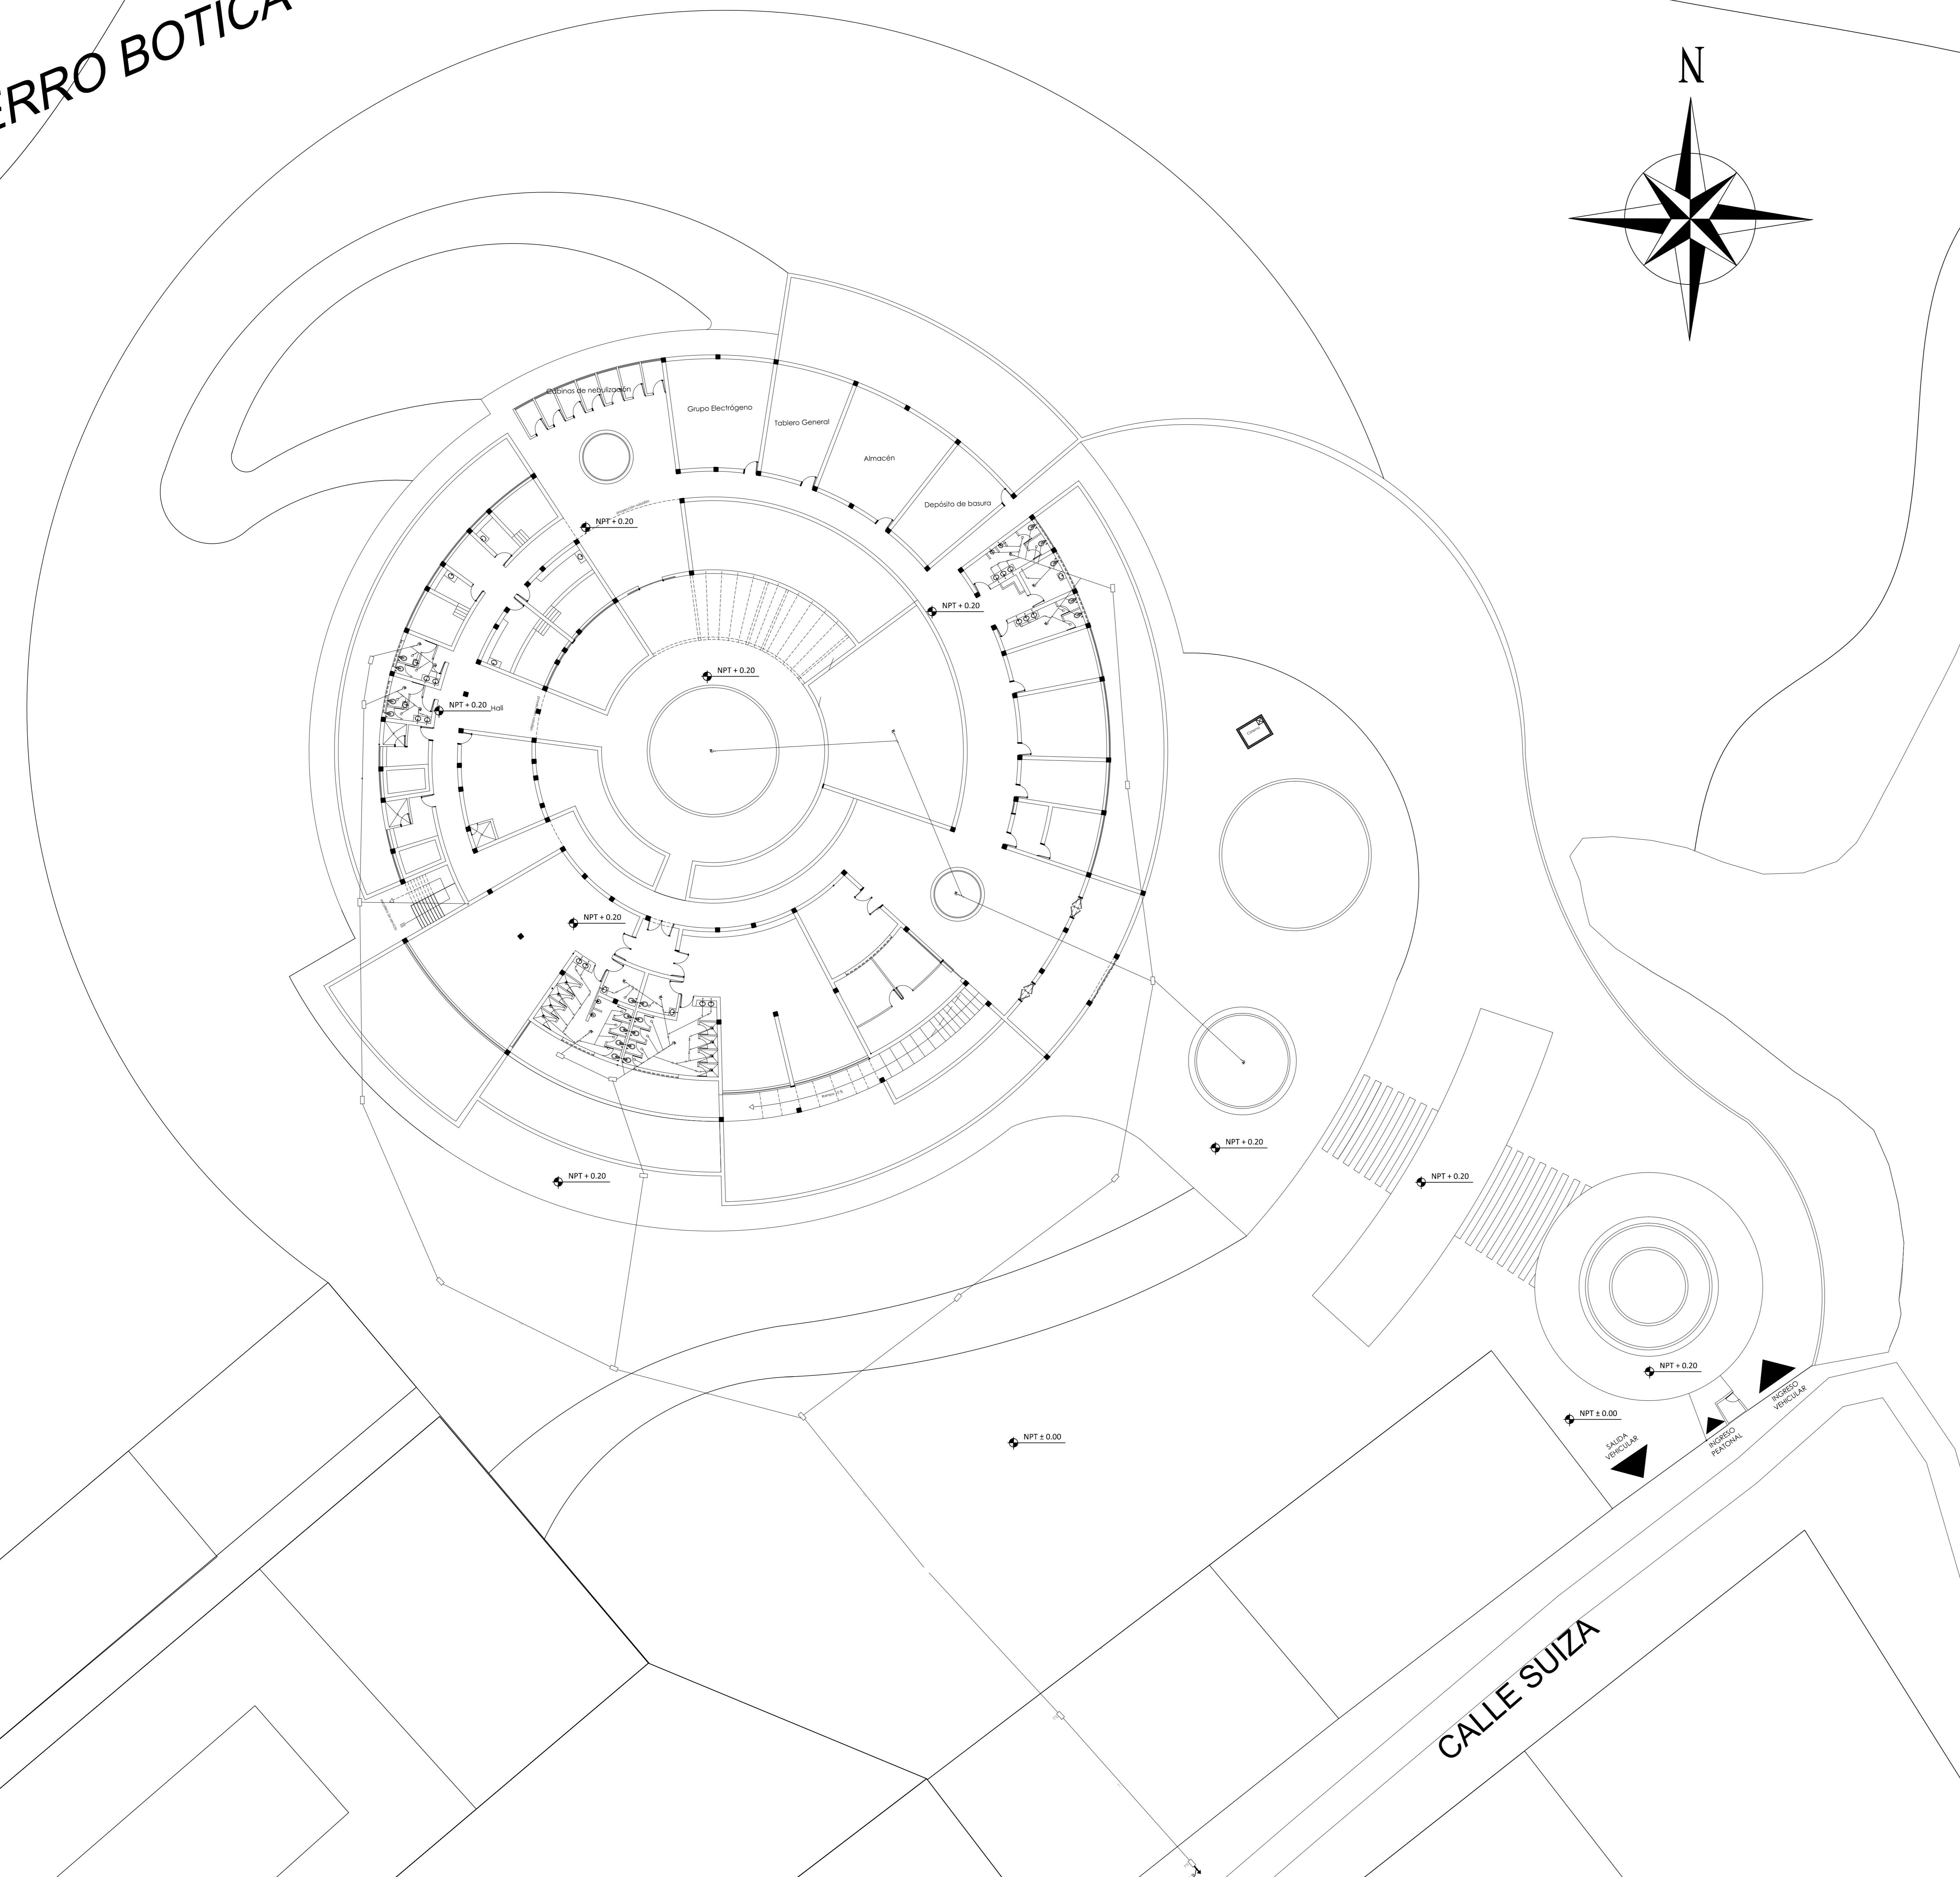 ERRO BOTICA
N
Cabinas de nebulización
Grupo Electrógeno
Tablero General
Almacén
Depósito de basura
NPT + 0.20
NPT + 0.20
NPT + 0.20
NPT + 0.20
Hall
NPT + 0.20
NPT + 0.20
NPT + 0.20
NPT + 0.20
NPT + 0.20
NPT ± 0.00
NPT ± 0.00
INGRESO
VEHICULAR
INGRESO
PEATONAL
SALIDA
VEHICULAR
CALLE SUIZA